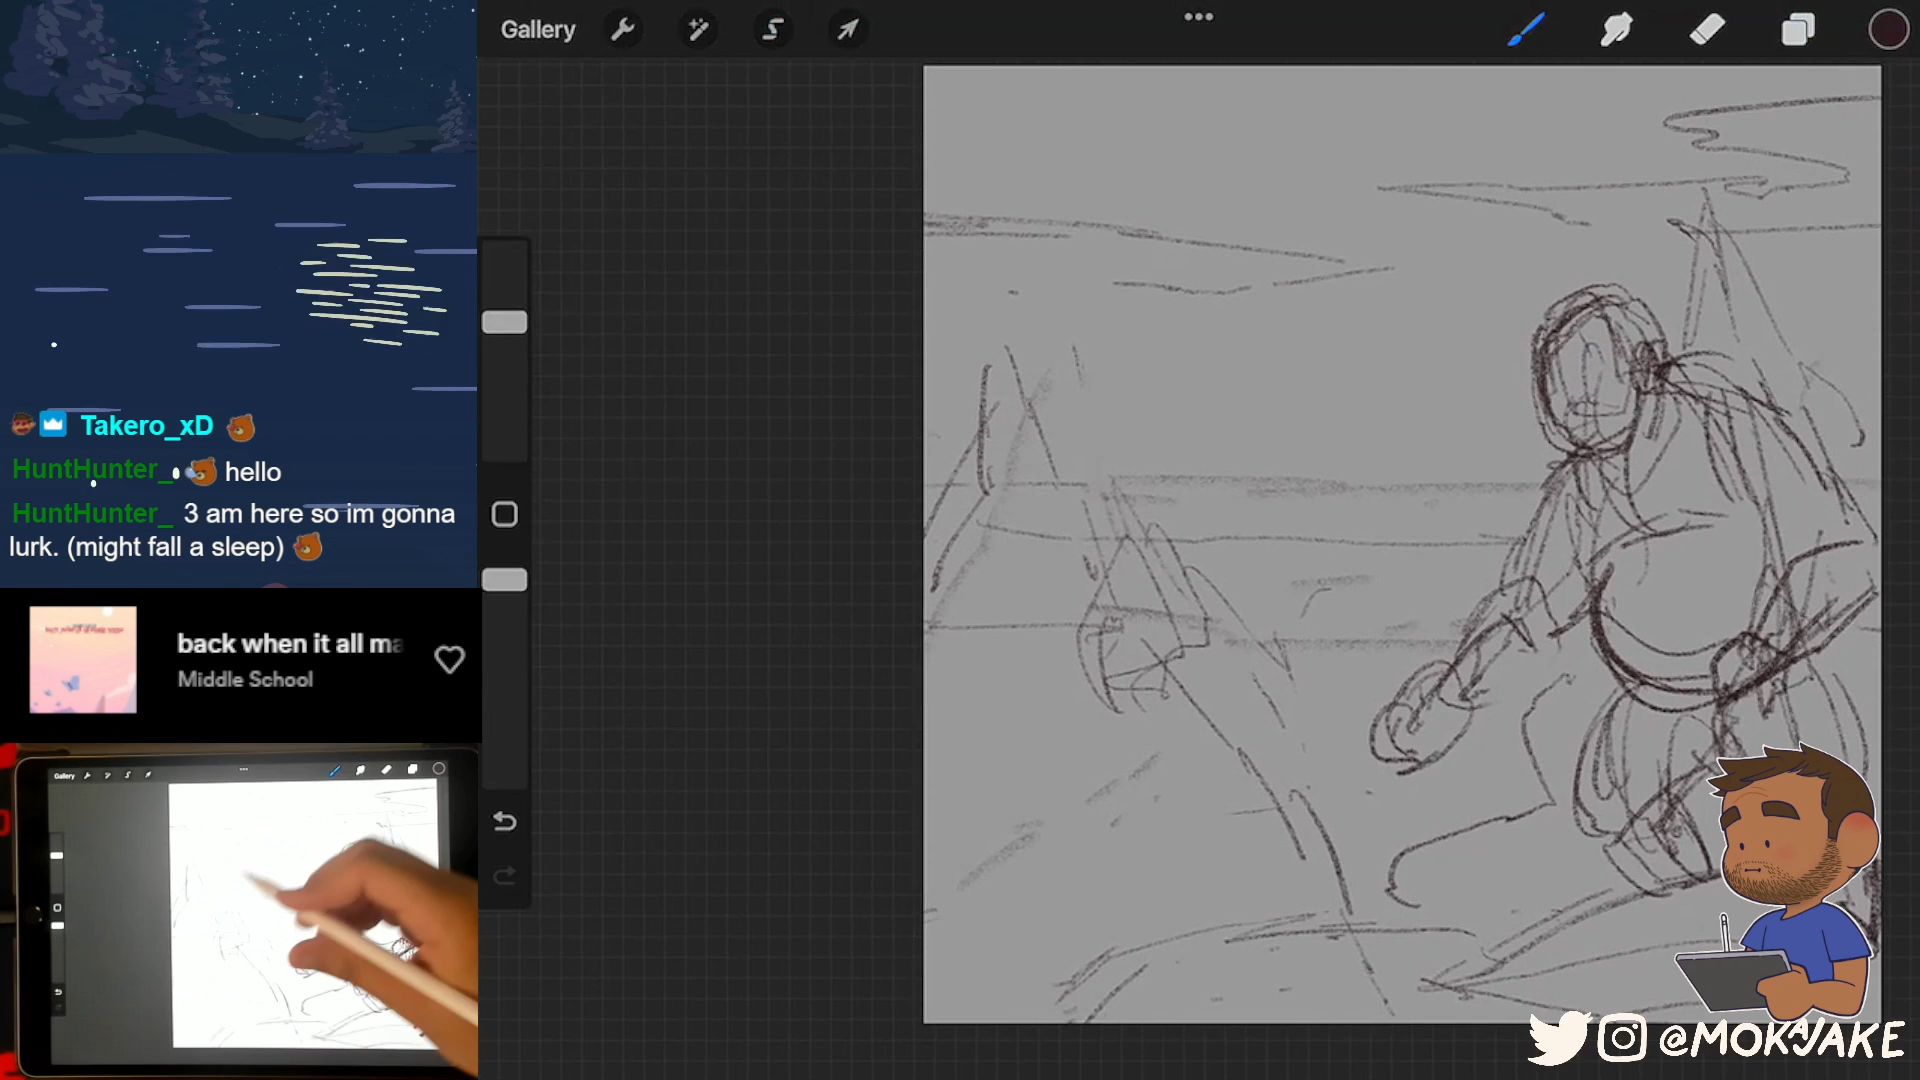 Gallery
Takero_xD
HuntHunter_ hello
HuntHunter_ 3 am here so im gonna
lurk. (might fall a sleep)
back when it all ma
Middle School
Gallery
@MOKAJAKE